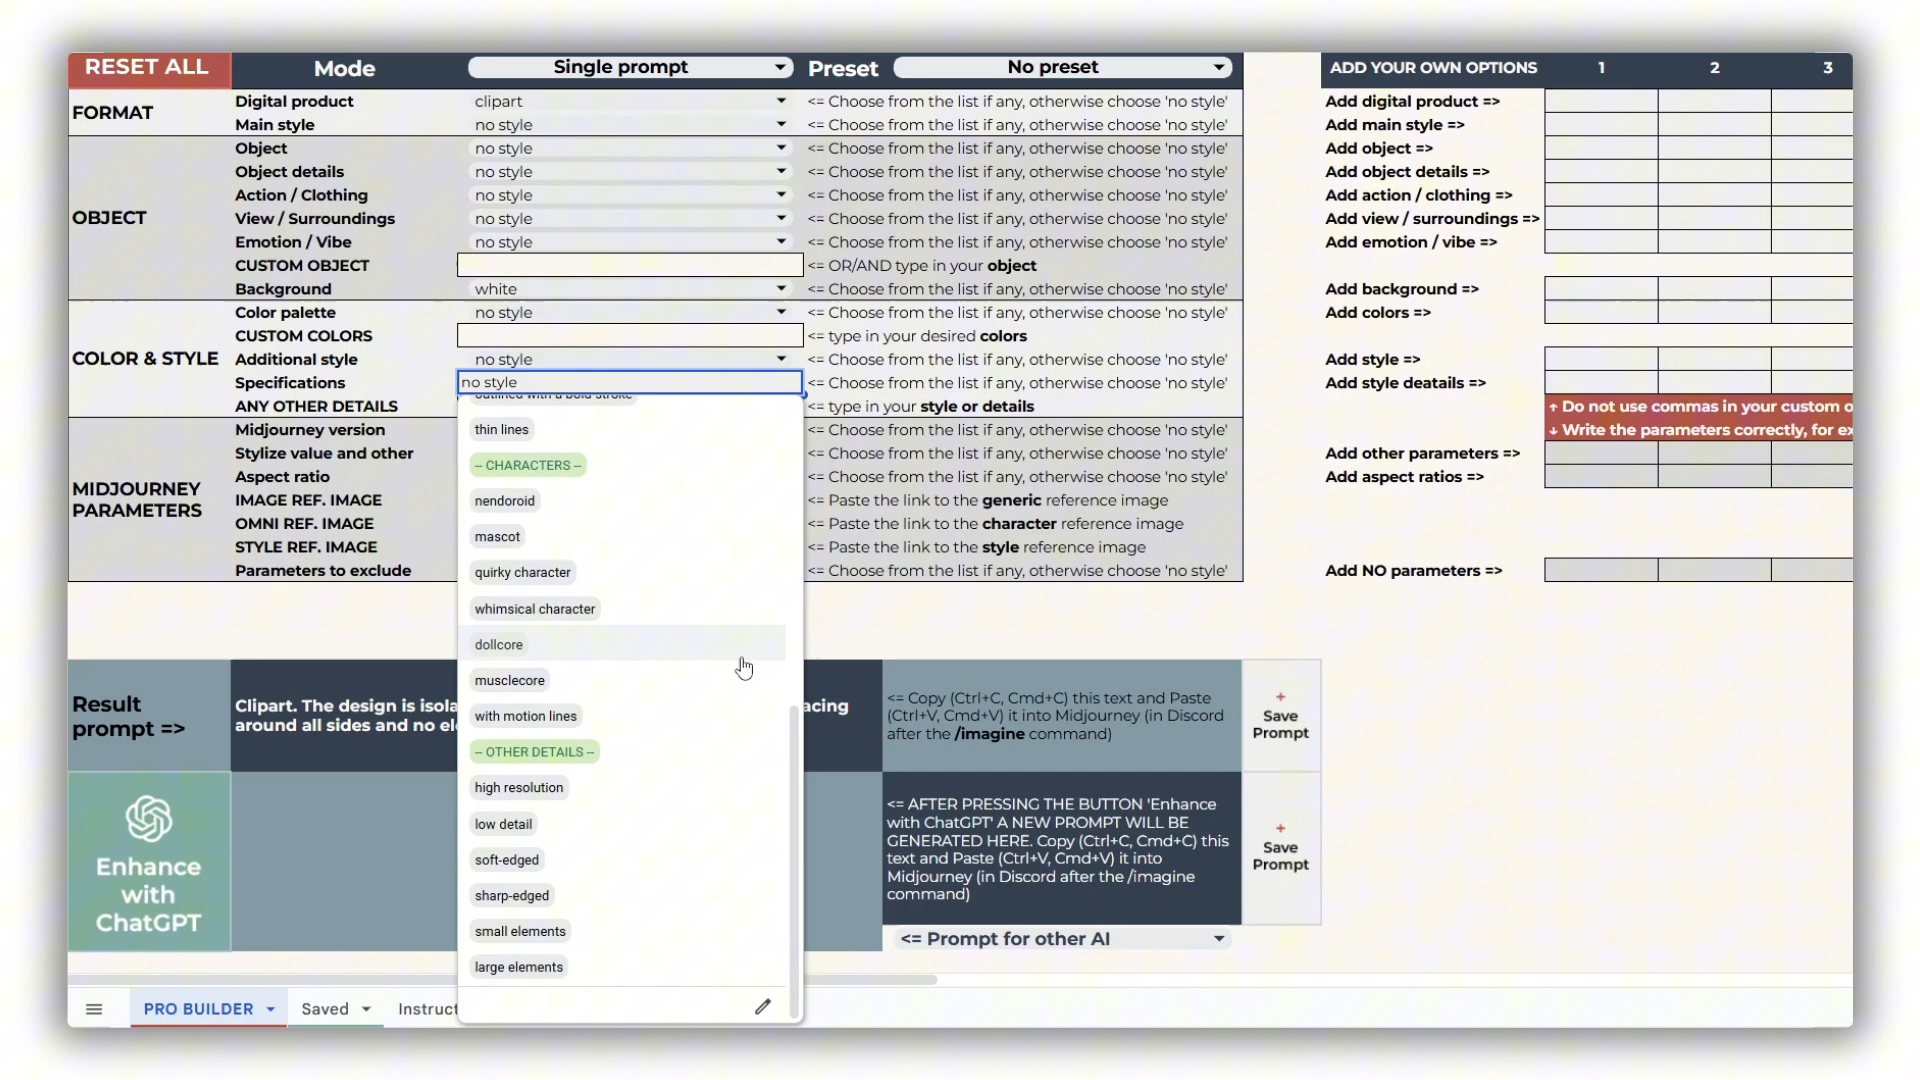 RESET ALL Mode Single prompt Preset No preset ADD YOUR OWN OPTIONS 1 2 3
FORMAT
Digital product clipart <= Choose from the list if any, otherwise choose 'no style' Add digital product =>
Main style no style <= Choose from the list if any, otherwise choose 'no style' Add main style =>
OBJECT
Object no style <= Choose from the list if any, otherwise choose 'no style' Add object =>
Object details no style <= Choose from the list if any, otherwise choose 'no style' Add object details =>
Action / Clothing no style <= Choose from the list if any, otherwise choose 'no style' Add action / clothing =>
View / Surroundings no style <= Choose from the list if any, otherwise choose 'no style' Add view / surroundings =>
Emotion / Vibe no style <= Choose from the list if any, otherwise choose 'no style' Add emotion / vibe =>
CUSTOM OBJECT <= OR/AND type in your object
Background white <= Choose from the list if any, otherwise choose 'no style' Add background =>
COLOR & STYLE
Color palette no style <= Choose from the list if any, otherwise choose 'no style' Add colors =>
CUSTOM COLORS <= type in your desired colors
Additional style no style <= Choose from the list if any, otherwise choose 'no style' Add style =>
Specifications no style <= Choose from the list if any, otherwise choose 'no style' Add style deatails =>
ANY OTHER DETAILS <= type in your style or details ↑ Do not use commas in your custom o
MIDJOURNEY
PARAMETERS
Midjourney version <= Choose from the list if any, otherwise choose 'no style' ↓ Write the parameters correctly, for ex
Stylize value and other <= Choose from the list if any, otherwise choose 'no style' Add other parameters =>
Aspect ratio <= Choose from the list if any, otherwise choose 'no style' Add aspect ratios =>
IMAGE REF. IMAGE <= Paste the link to the generic reference image
OMNI REF. IMAGE <= Paste the link to the character reference image
STYLE REF. IMAGE <= Paste the link to the style reference image
Parameters to exclude <= Choose from the list if any, otherwise choose 'no style' Add NO parameters =>
outlined with a bold stroke
thin lines
-- CHARACTERS --
nendoroid
mascot
quirky character
whimsical character
dollcore
musclecore
with motion lines
-- OTHER DETAILS --
high resolution
low detail
soft-edged
sharp-edged
small elements
large elements
Result
prompt =>
Clipart. The design is isola acing
around all sides and no el
<= Copy (Ctrl+C, Cmd+C) this text and Paste
(Ctrl+V, Cmd+V) it into Midjourney (in Discord
after the /imagine command)
+
Save
Prompt
Enhance
with
ChatGPT
<= AFTER PRESSING THE BUTTON 'Enhance
with ChatGPT' A NEW PROMPT WILL BE
GENERATED HERE. Copy (Ctrl+C, Cmd+C) this
text and Paste (Ctrl+V, Cmd+V) it into
Midjourney (in Discord after the /imagine
command)
+
Save
Prompt
<= Prompt for other AI
PRO BUILDER Saved Instruct